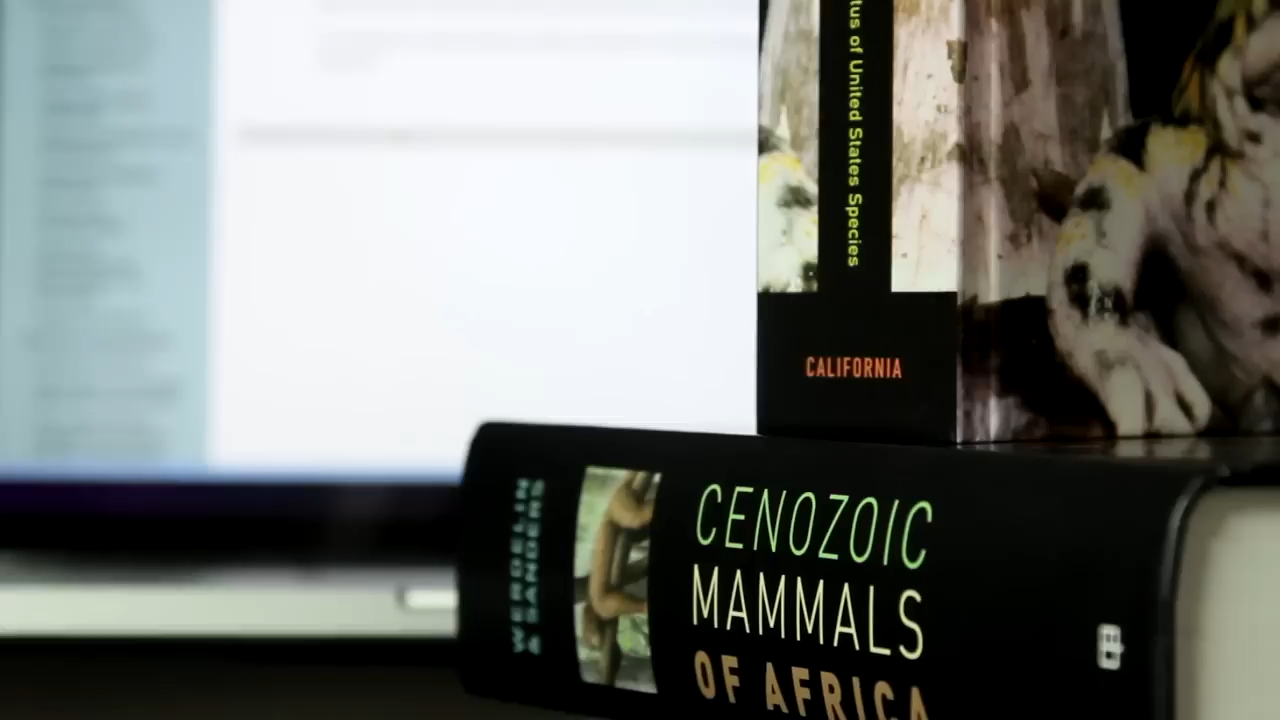 tus of United States Species
CALIFORNIA
WERDELIN
& SANDERS
CENOZOIC
MAMMALS
OF AFRICA